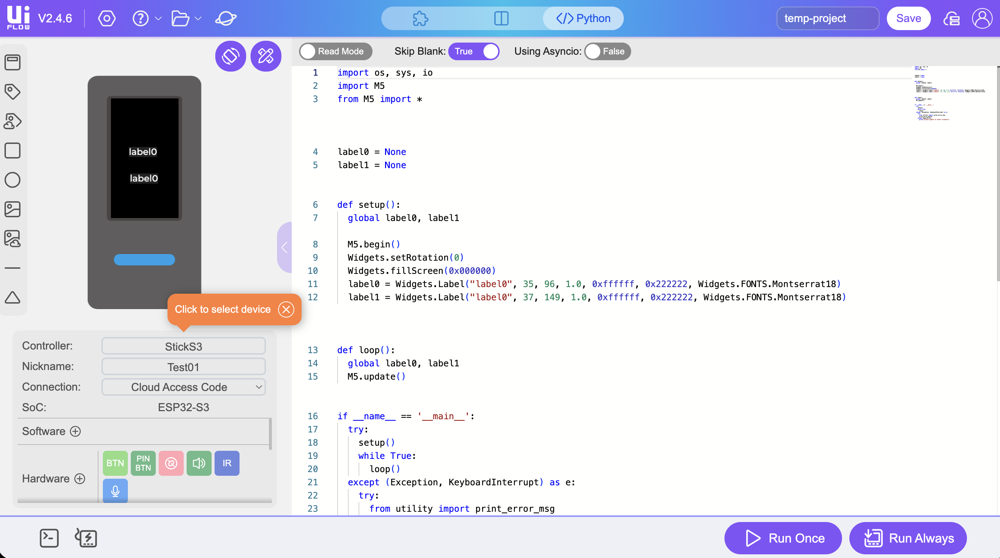 Ui FLOW V2.4.6
</> Python
temp-project
Save
Read Mode
Skip Blank: True
Using Asyncio: False
label0
label0
Click to select device
Controller: StickS3
Nickname: Test01
Connection: Cloud Access Code
SoC: ESP32-S3
Software
Hardware
BTN
PIN BTN
IR
1 import os, sys, io
2 import M5
3 from M5 import *
4 label0 = None
5 label1 = None
6 def setup():
7 global label0, label1
8 M5.begin()
9 Widgets.setRotation(0)
10 Widgets.fillScreen(0x000000)
11 label0 = Widgets.Label("label0", 35, 96, 1.0, 0xffffff, 0x222222, Widgets.FONTS.Montserrat18)
12 label1 = Widgets.Label("label0", 37, 149, 1.0, 0xffffff, 0x222222, Widgets.FONTS.Montserrat18)
13 def loop():
14 global label0, label1
15 M5.update()
16 if __name__ == '__main__':
17 try:
18 setup()
19 while True:
20 loop()
21 except (Exception, KeyboardInterrupt) as e:
22 try:
23 from utility import print_error_msg
Run Once
Run Always